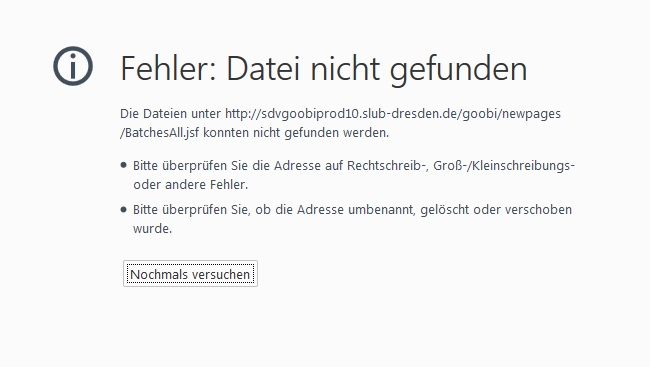 Fehler: Datei nicht gefunden
Die Dateien unter http://sdvgoobiprod10.slub-dresden.de/goobi/newpages
/BatchesAll.jsf konnten nicht gefunden werden.
• Bitte überprüfen Sie die Adresse auf Rechtschreib-, Groß-/Kleinschreibungs-
oder andere Fehler.
• Bitte überprüfen Sie, ob die Adresse umbenannt, gelöscht oder verschoben
wurde.
Nochmals versuchen